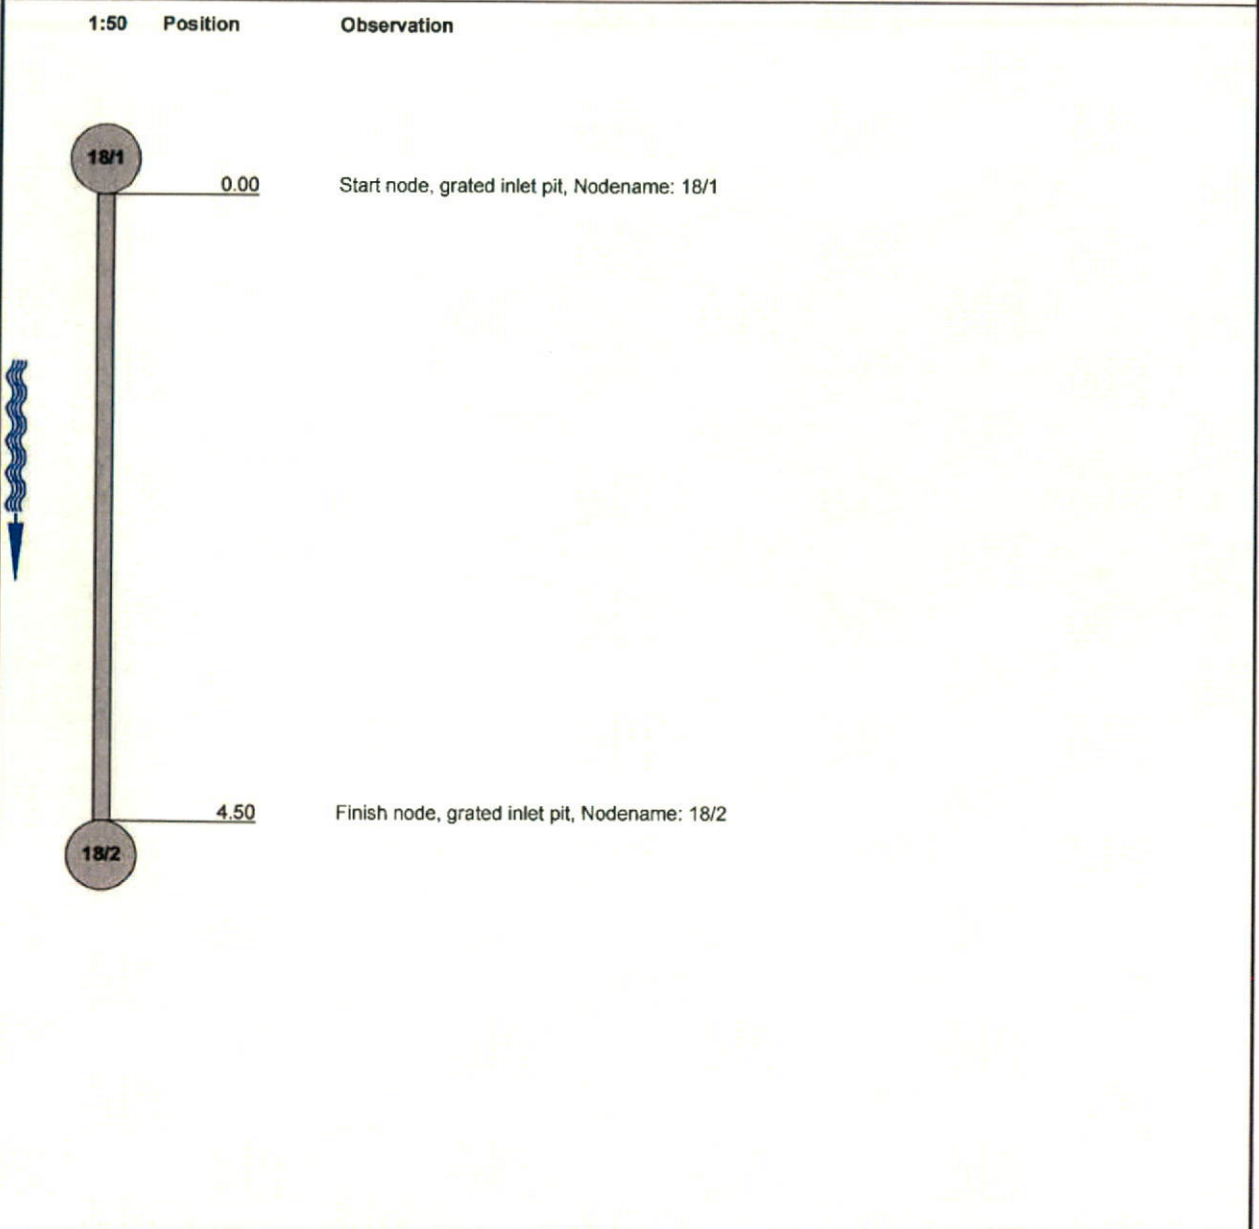 1:50 Position Observation
18/1
0.00 Start node, grated inlet pit, Nodename: 18/1
4.50 Finish node, grated inlet pit, Nodename: 18/2
18/2